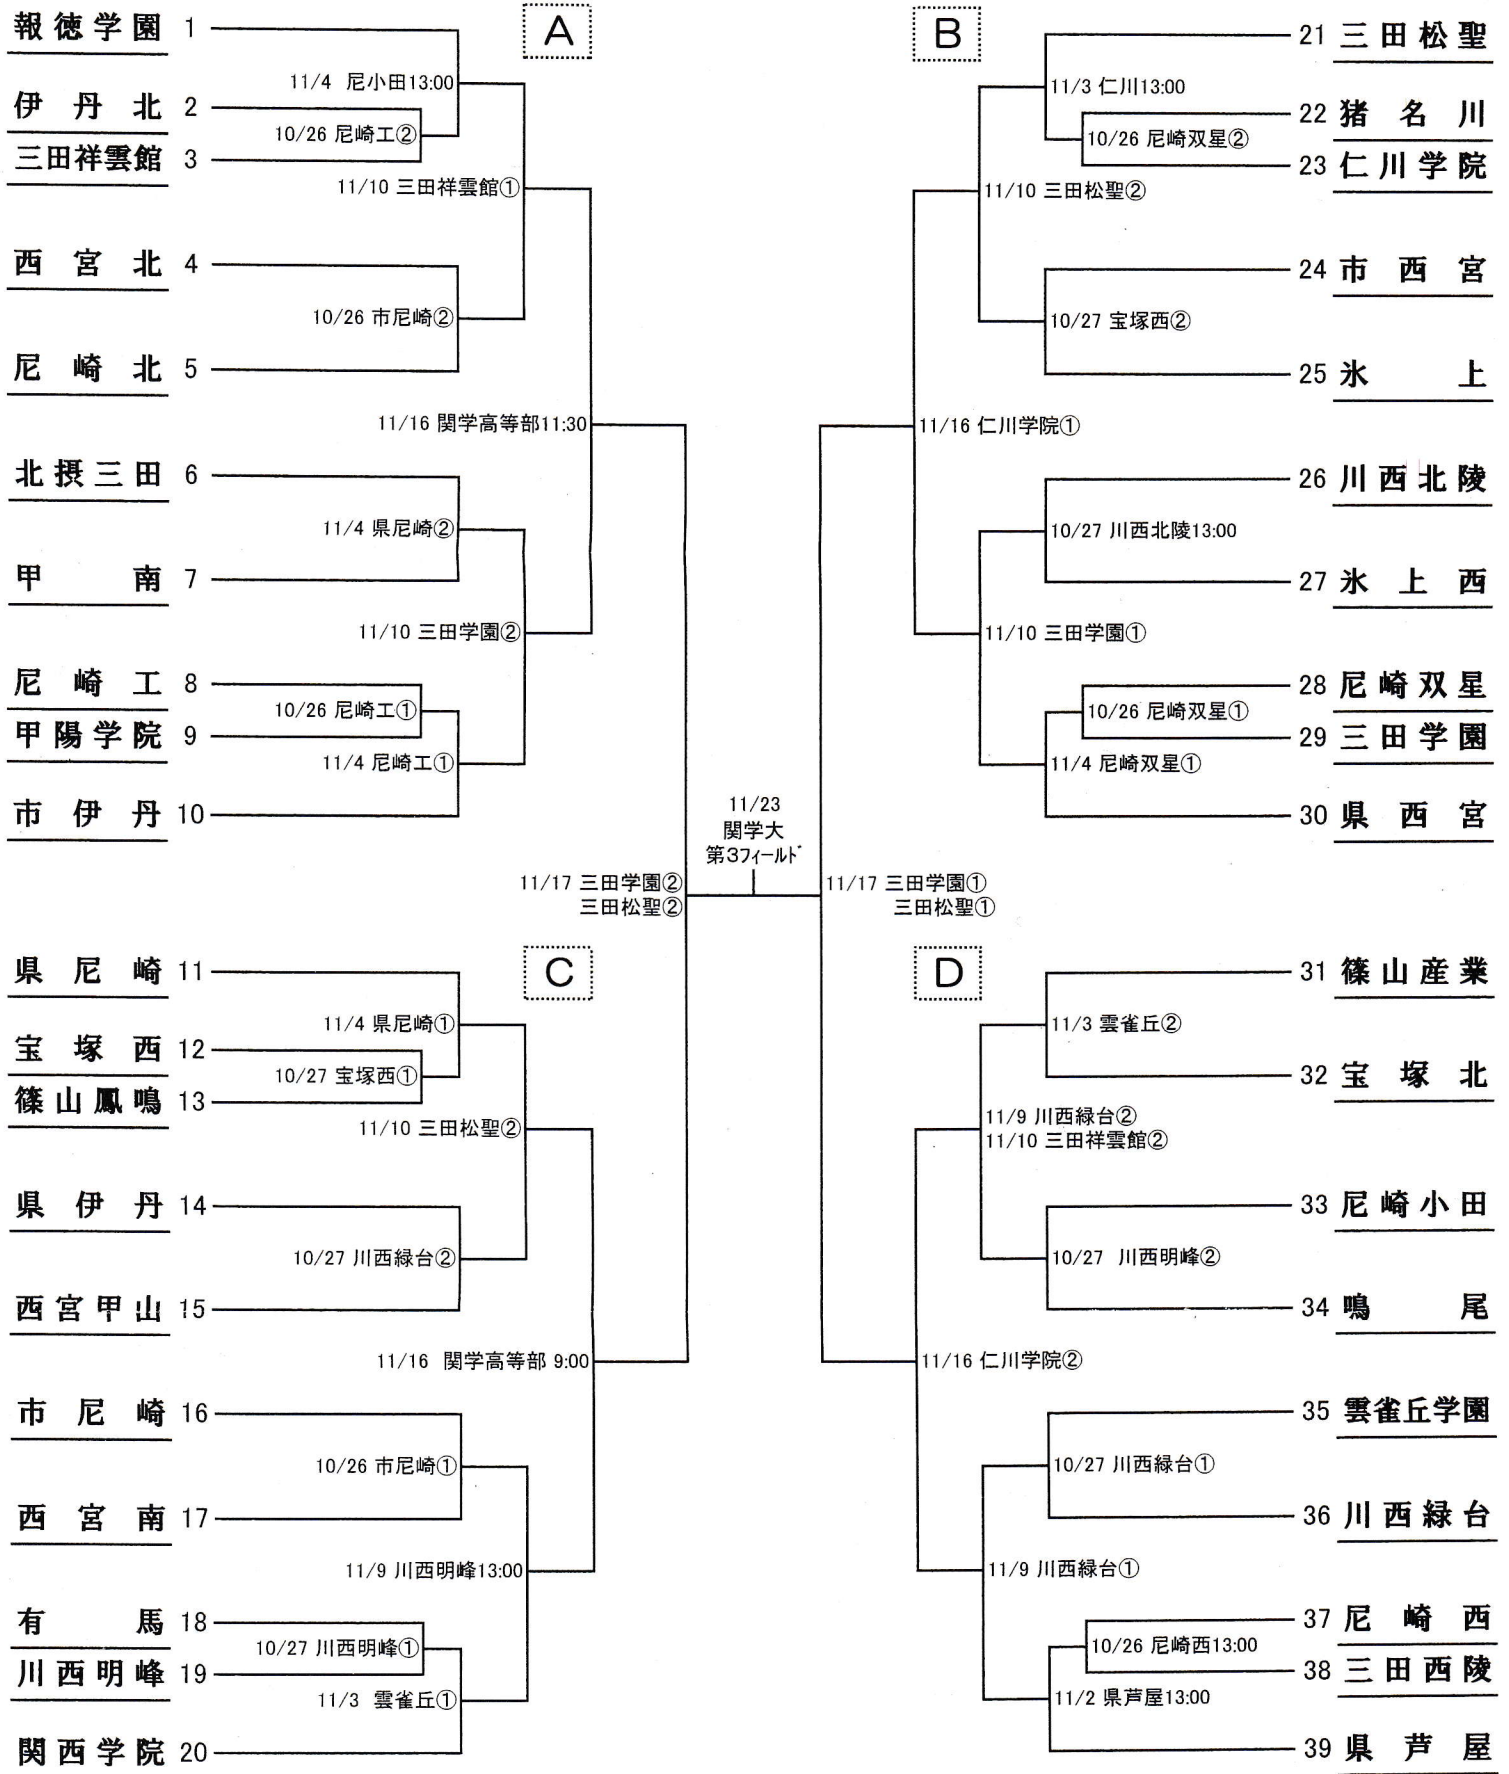 A
報徳学園 1
11/4 尼小田13:00
伊丹北 2
10/26 尼崎工②
三田祥雲館 3
11/10 三田祥雲館①
西宮北 4
10/26 市尼崎②
尼崎北 5
11/16 関学高等部11:30
北摂三田 6
11/4 県尼崎②
甲南 7
11/10 三田学園②
尼崎工 8
10/26 尼崎工①
甲陽学院 9
11/4 尼崎工①
市伊丹 10
11/17 三田学園②
三田松聖②
C
県尼崎 11
11/4 県尼崎①
宝塚西 12
10/27 宝塚西①
篠山鳳鳴 13
11/10 三田松聖②
県伊丹 14
10/27 川西緑台②
西宮甲山 15
11/16 関学高等部 9:00
市尼崎 16
10/26 市尼崎①
西宮南 17
11/9 川西明峰13:00
有馬 18
10/27 川西明峰①
川西明峰 19
11/3 雲雀丘①
関西学院 20
11/23
関学大
第3フィールド
B
21 三田松聖
11/3 仁川13:00
22 猪名川
10/26 尼崎双星②
23 仁川学院
11/10 三田松聖②
24 市西宮
10/27 宝塚西②
25 氷上
11/16 仁川学院①
26 川西北陵
10/27 川西北陵13:00
27 氷上西
11/10 三田学園①
28 尼崎双星
10/26 尼崎双星①
29 三田学園
11/4 尼崎双星①
30 県西宮
11/17 三田学園①
三田松聖①
D
31 篠山産業
11/3 雲雀丘②
32 宝塚北
11/9 川西緑台②
11/10 三田祥雲館②
33 尼崎小田
10/27 川西明峰②
34 鳴尾
11/16 仁川学院②
35 雲雀丘学園
10/27 川西緑台①
36 川西緑台
11/9 川西緑台①
37 尼崎西
10/26 尼崎西13:00
38 三田西陵
11/2 県芦屋13:00
39 県芦屋